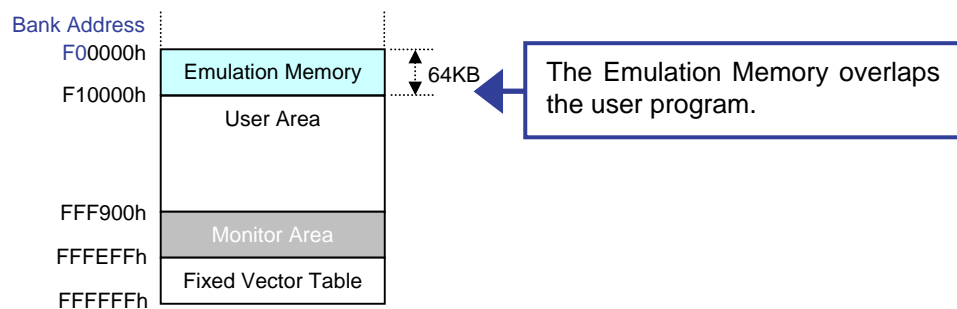 Bank Address
F00000h
Emulation Memory
64KB
The Emulation Memory overlaps
the user program.
F10000h
User Area
FFF900h
Monitor Area
FFFEFFh
Fixed Vector Table
FFFFFFh